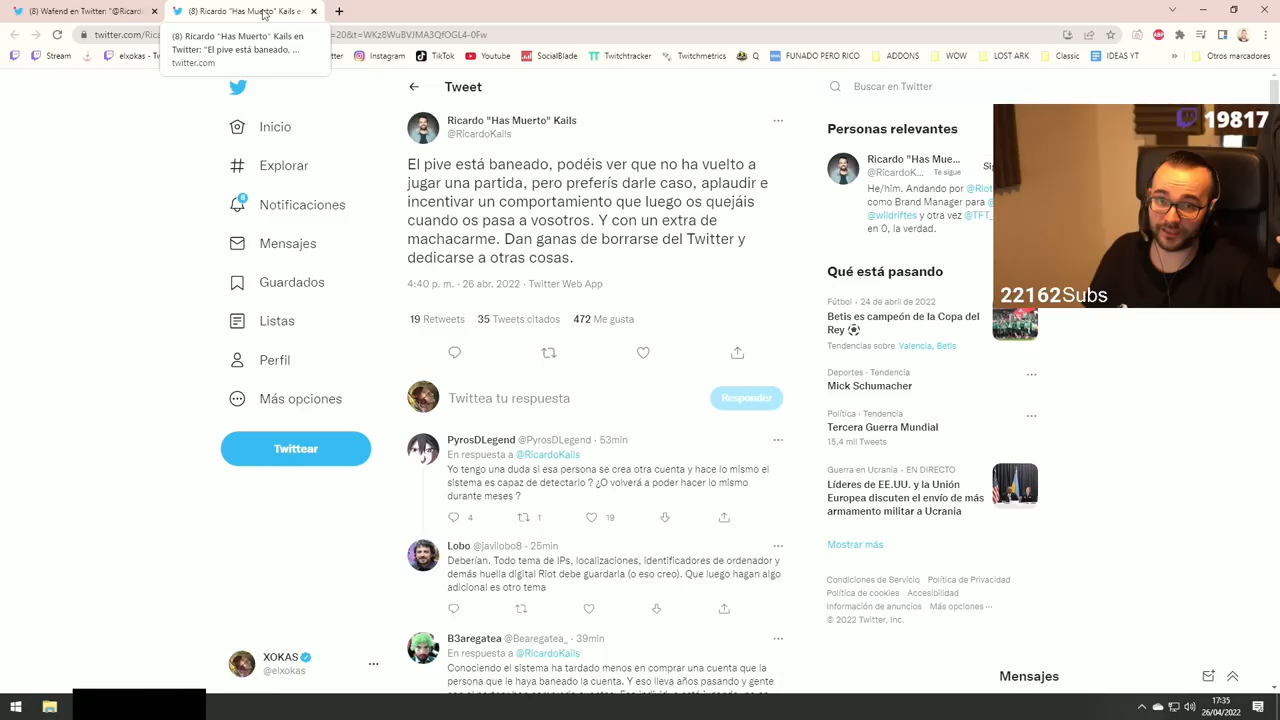 (8) Wafend en Twitter: "@Ricardo
(8) Ricardo "Has Muerto" Kails en
(8) Ricardo "Has Muerto" Kails en
Twitter: "El pive está baneado, ...
twitter.com
twitter.com/Ricardo
20&t=WKz8WuBVJMA3QfOGL4-0Fw
Stream
elxokas - Twitch
Instagram
TikTok
Youtube
SocialBlade
Twitchtracker
Twitchmetrics
Q
FUNADO PERO RICO
ADDONS
WOW
LOST ARK
Classic
IDEAS YT
Otros marcadores
Inicio
Explorar
8
Notificaciones
Mensajes
Guardados
Listas
Perfil
Más opciones
Twittear
XOKAS
@elxokas
Tweet
Ricardo "Has Muerto" Kails
@RicardoKails
El pive está baneado, podéis ver que no ha vuelto a
jugar una partida, pero preferís darle caso, aplaudir e
incentivar un comportamiento que luego os quejáis
cuando os pasa a vosotros. Y con un extra de
machacarme. Dan ganas de borrarse del Twitter y
dedicarse a otras cosas.
4:40 p. m. · 26 abr. 2022 · Twitter Web App
19 Retweets 35 Tweets citados 472 Me gusta
Twittea tu respuesta
Responder
PyrosDLegend @PyrosDLegend · 53min
En respuesta a @RicardoKails
Yo tengo una duda si esa persona se crea otra cuenta y hace lo mismo el
sistema es capaz de detectarlo ? ¿O volverá a poder hacer lo mismo
durante meses ?
4 1 19
Lobo @javilobo8 · 25min
Deberían. Todo tema de IPs, localizaciones, identificadores de ordenador y
demás huella digital Riot debe guardarla (o eso creo). Que luego hagan algo
adicional es otro tema
B3aregatea @Bearegatea_ · 39min
En respuesta a @RicardoKails
Conociendo el sistema ha tardado menos en comprar una cuenta que la
persona que le haya baneado la cuenta. Y eso lleva años pasando y gente
Buscar en Twitter
Personas relevantes
Ricardo "Has Mue...
@RicardoK... Te sigue
He/him. Andando por @Riot
como Brand Manager para @
@wildriftes y otra vez @TFT_
en 0, la verdad.
Qué está pasando
Fútbol · 24 de abril de 2022
Betis es campeón de la Copa del
Rey ⚽
Tendencias sobre Valencia, Betis
Deportes · Tendencia
Mick Schumacher
Política · Tendencia
Tercera Guerra Mundial
15,4 mil Tweets
Guerra en Ucrania · EN DIRECTO
Líderes de EE.UU. y la Unión
Europea discuten el envío de más
armamento militar a Ucrania
Mostrar más
Condiciones de Servicio Política de Privacidad
Política de cookies Accesibilidad
Información de anuncios Más opciones ···
© 2022 Twitter, Inc.
19817
22162Subs
Mensajes
17:35
26/04/2022